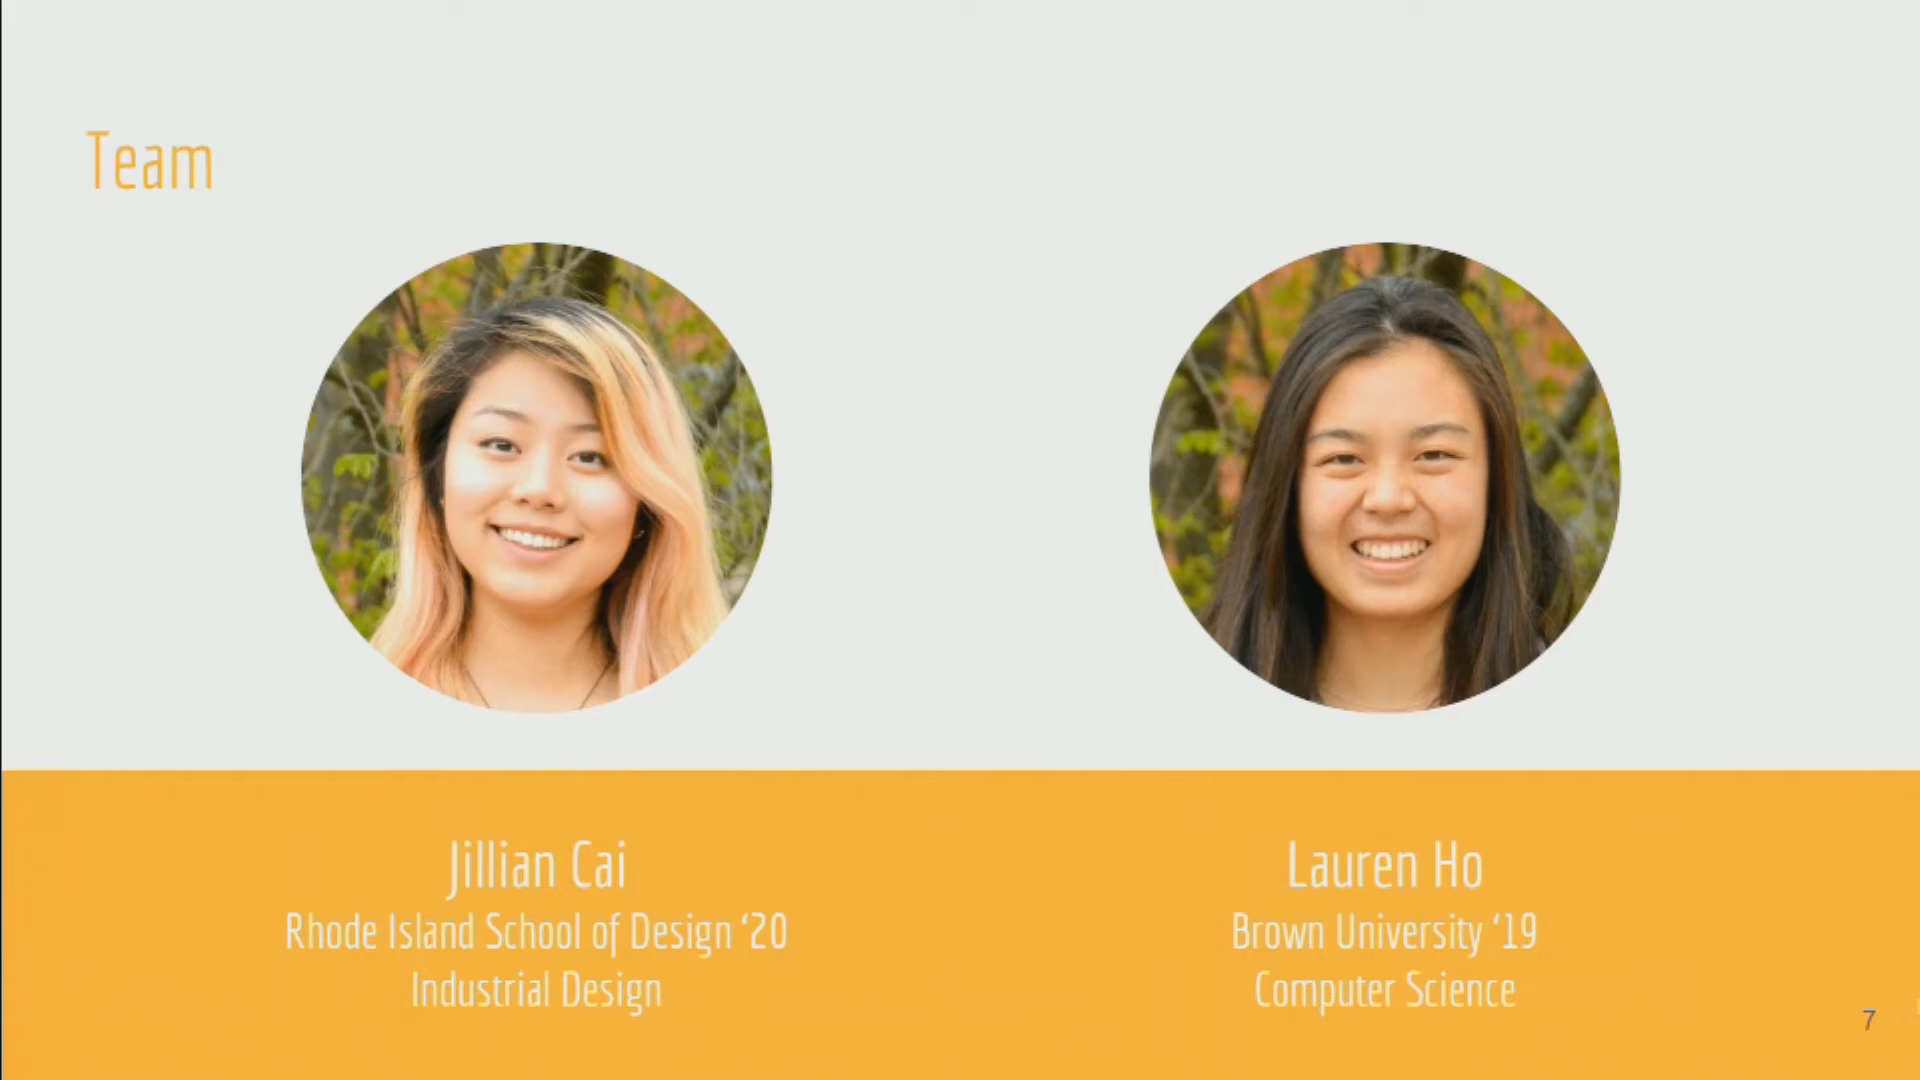 Team
Jillian Cai
Rhode Island School of Design ‘20
Industrial Design
Lauren Ho
Brown University ‘19
Computer Science
7